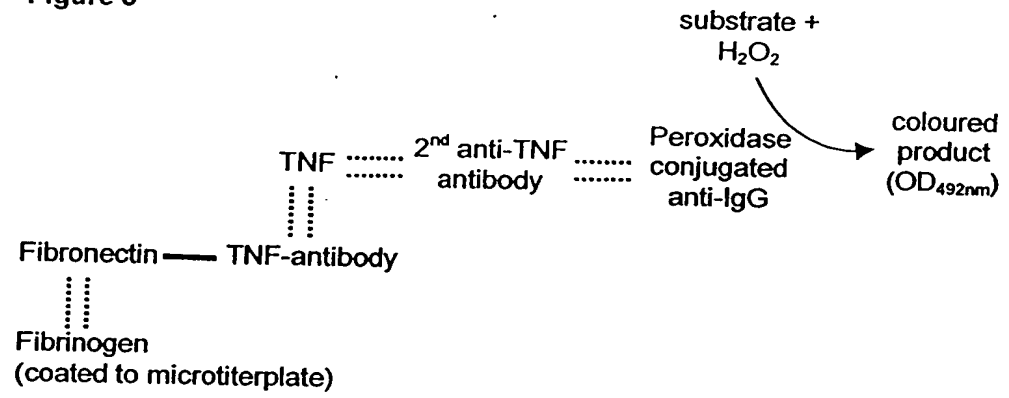 substrate +
H₂O₂
coloured
product
(OD₄₉₂ₙₘ)
TNF
2ⁿᵈ anti-TNF
antibody
Peroxidase
conjugated
anti-IgG
Fibronectin
TNF-antibody
Fibrinogen
(coated to microtiterplate)